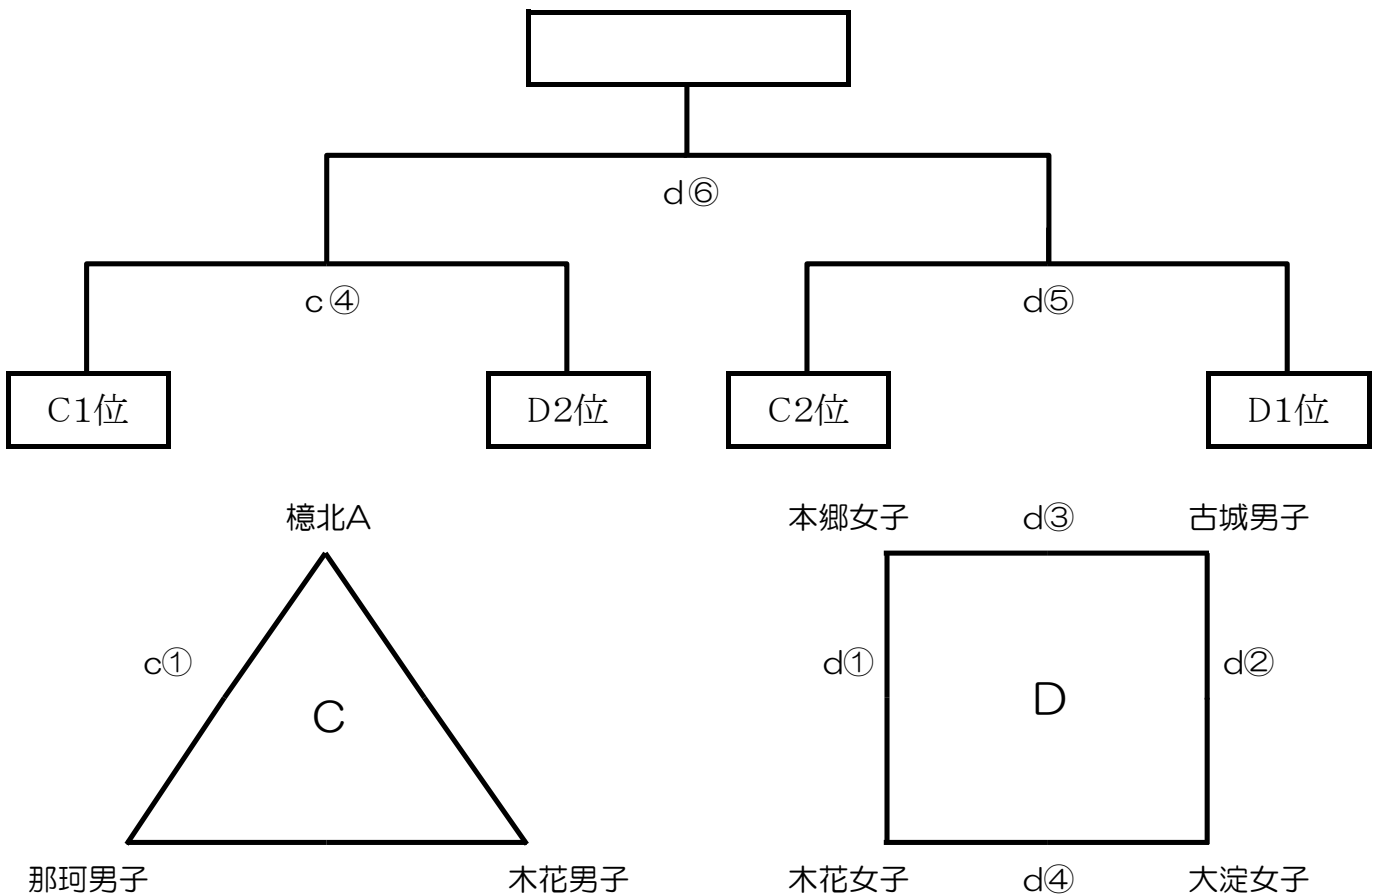 d⑥
c④ d⑤
C1位 D2位 C2位 D1位
檍北A 本郷女子 d③ 古城男子
c① d① d②
C D
那珂男子 木花男子 木花女子 d④ 大淀女子